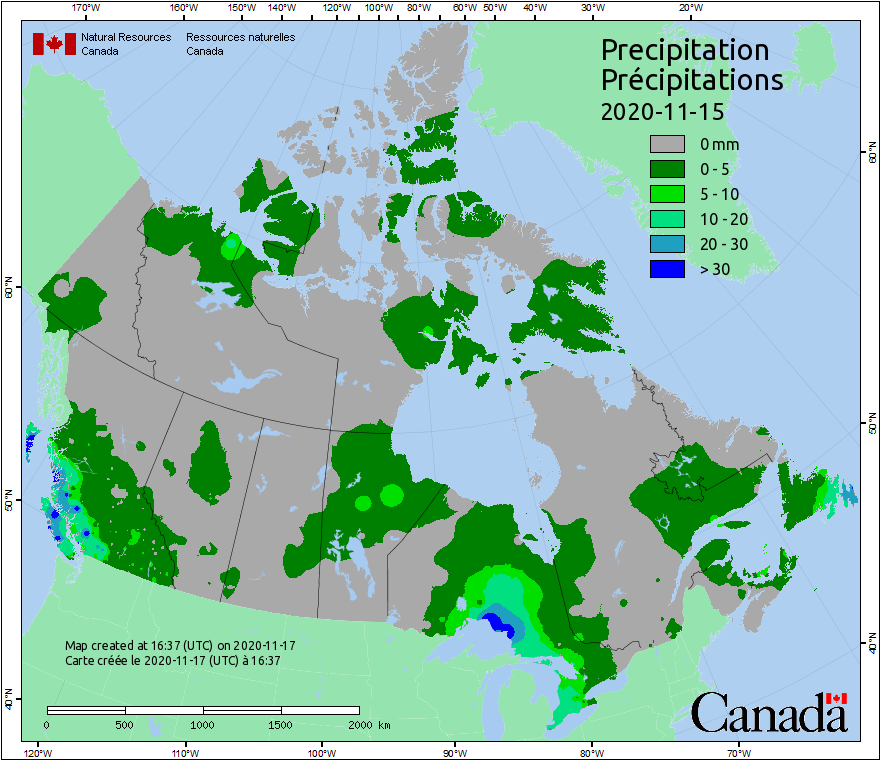 170°W 160°W 150°W 140°W 130°W 120°W 110°W 100°W 90°W 80°W 60°W 50°W 40°W 30°W 20°W
Natural Resources Canada
Ressources naturelles Canada
Precipitation
Précipitations
2020-11-15
0 mm
0 - 5
5 - 10
10 - 20
20 - 30
> 30
60°N
50°N
40°N
60°N
50°N
40°N
Map created at 16:37 (UTC) on 2020-11-17
Carte créée le 2020-11-17 (UTC) à 16:37
0 500 1000 1500 2000 km
Canada
120°W 110°W 100°W 90°W 80°W 70°W